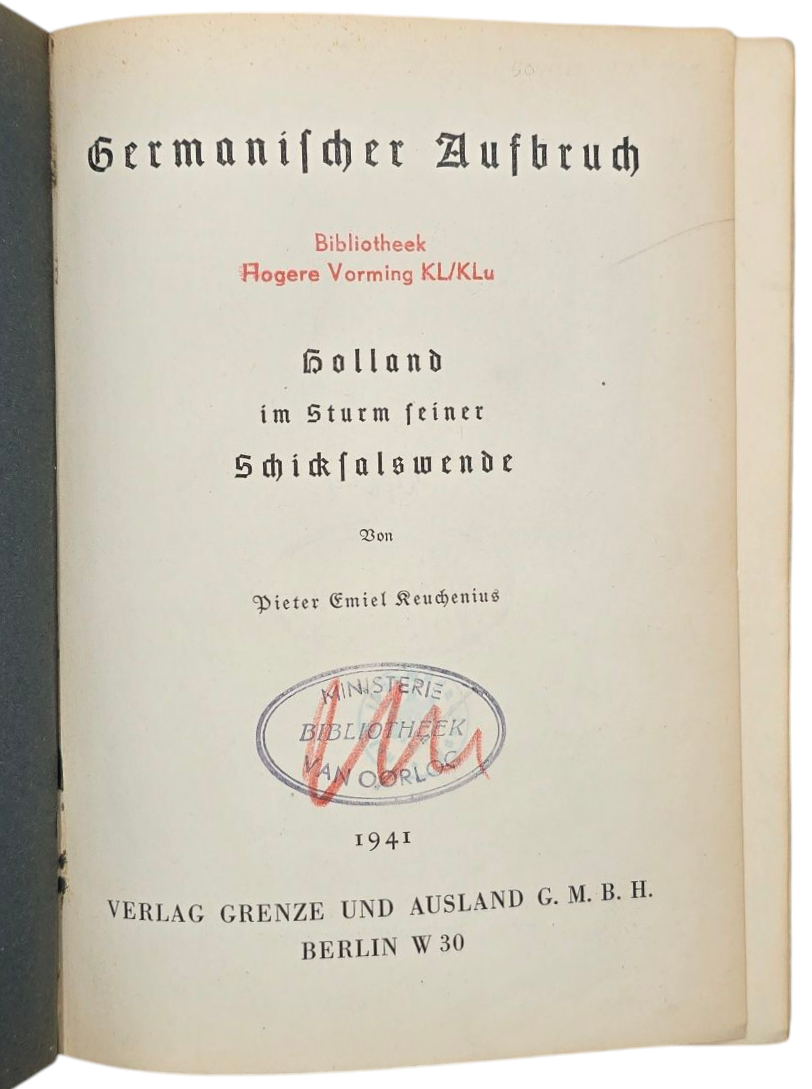 50
Germaniſcher Aufbruch
Bibliotheek
Hogere Vorming KL/KLu
Holland
im Sturm ſeiner
Schickſalswende
Von
Pieter Emiel Keuchenius
MINISTERIE
BIBLIOTHEEK
VAN OORLOG
1941
VERLAG GRENZE UND AUSLAND G. M. B. H.
BERLIN W 30